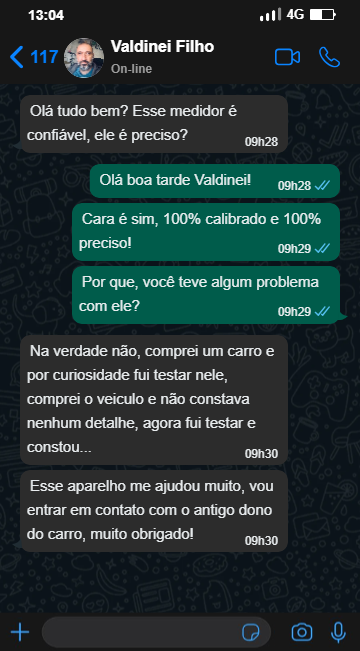 13:04
4G
117
Valdinei Filho
On-line
Olá tudo bem? Esse medidor é
confiável, ele é preciso?
09h28
Olá boa tarde Valdinei!
09h28
Cara é sim, 100% calibrado e 100%
preciso!
09h29
Por que, você teve algum problema
com ele?
09h29
Na verdade não, comprei um carro e
por curiosidade fui testar nele,
comprei o veiculo e não constava
nenhum detalhe, agora fui testar e
constou...
09h30
Esse aparelho me ajudou muito, vou
entrar em contato com o antigo dono
do carro, muito obrigado!
09h30